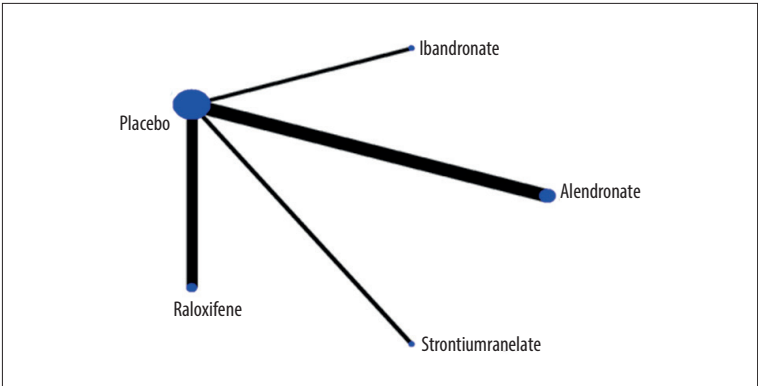 Ibandronate
Placebo
Alendronate
Raloxifene
Strontiumranelate